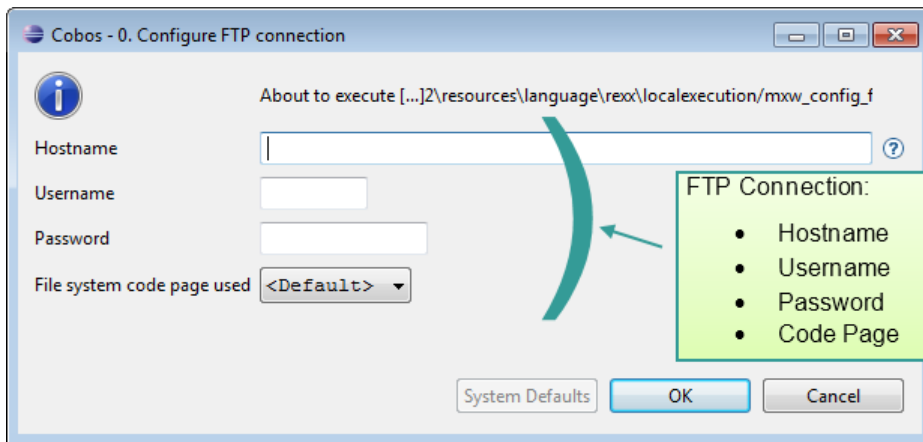 Cobos - 0. Configure FTP connection
About to execute [...]2\resources\language\rexx\localexecution/mxw_config_f
Hostname
Username
Password
File system code page used <Default>
FTP Connection:
• Hostname
• Username
• Password
• Code Page
System Defaults OK Cancel